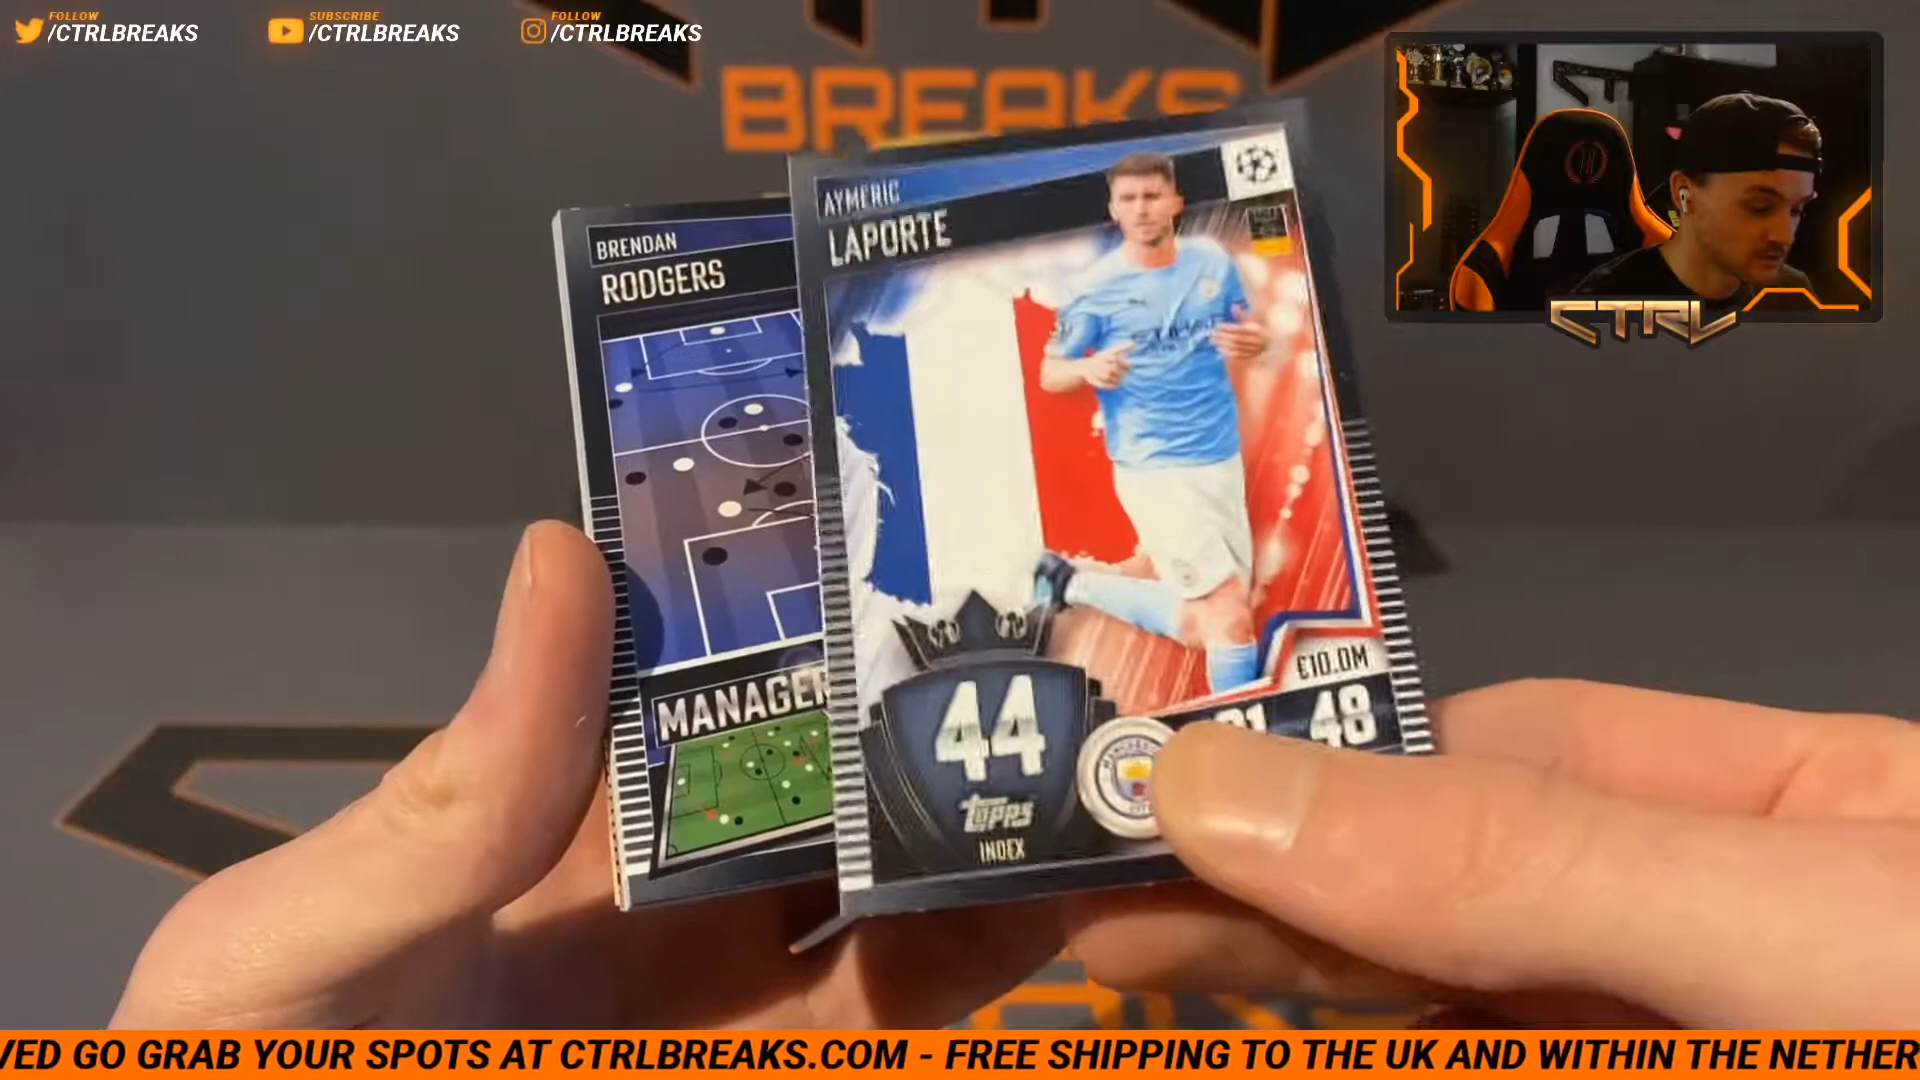 FOLLOW
/CTRLBREAKS
SUBSCRIBE
/CTRLBREAKS
FOLLOW
/CTRLBREAKS
BREAKS
CTRL
BRENDAN
RODGERS
MANAGER
AYMERIC
LAPORTE
€10.0M
44
48
TOPPS
INDEX
VED GO GRAB YOUR SPOTS AT CTRLBREAKS.COM - FREE SHIPPING TO THE UK AND WITHIN THE NETHER